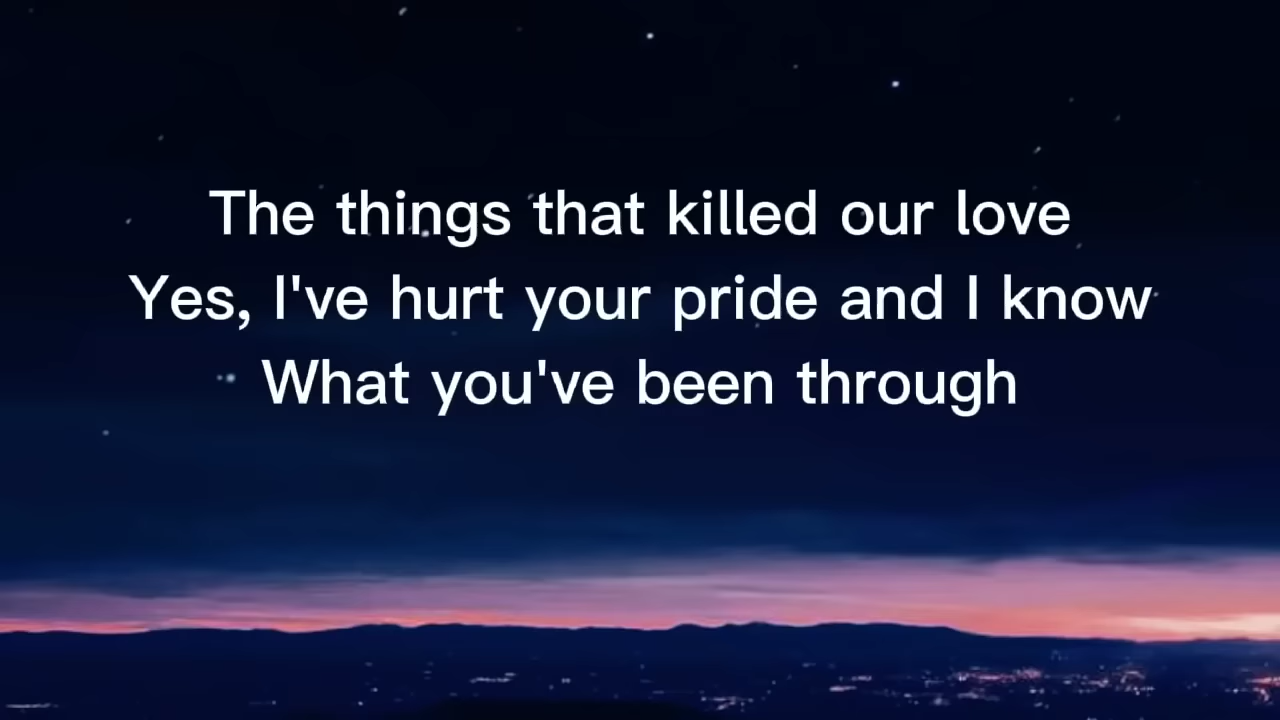 The things that killed our love
Yes, I've hurt your pride and I know
What you've been through